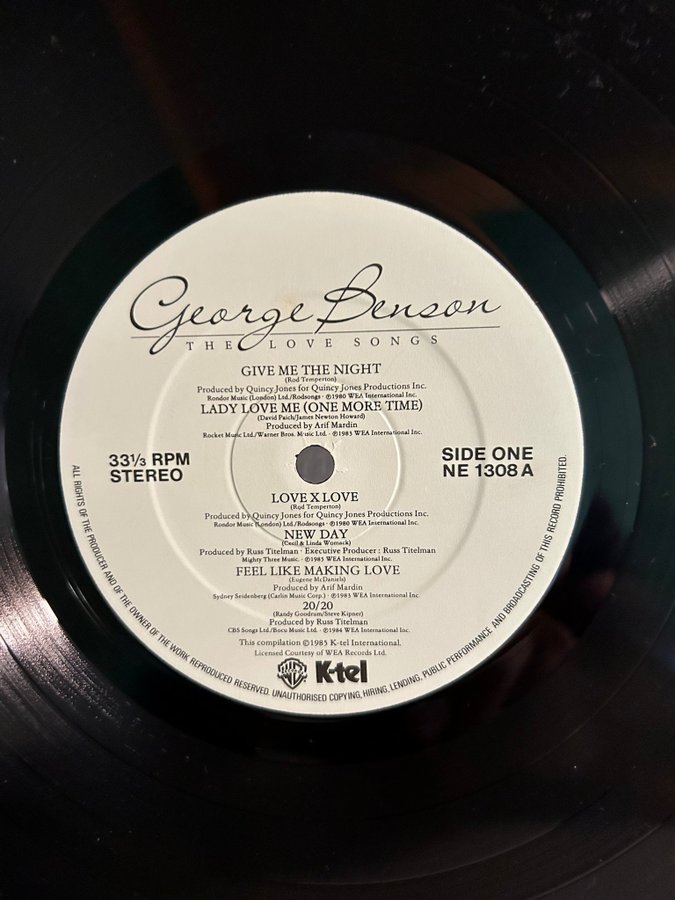 George Benson
THE LOVE SONGS
GIVE ME THE NIGHT
(Rod Temperton)
Produced by Quincy Jones for Quincy Jones Productions Inc.
Rondor Music (London) Ltd./Rodsongs · ℗1980 WEA International Inc.
LADY LOVE ME (ONE MORE TIME)
(David Paich/James Newton Howard)
Produced by Arif Mardin
Rocket Music Ltd./Warner Bros. Music Ltd. · ℗1983 WEA International Inc.
33⅓ RPM
STEREO
SIDE ONE
NE 1308 A
LOVE X LOVE
(Rod Temperton)
Produced by Quincy Jones for Quincy Jones Productions Inc.
Rondor Music (London) Ltd./Rodsongs · ℗1980 WEA International Inc.
NEW DAY
(Cecil & Linda Womack)
Produced by Russ Titelman · Executive Producer : Russ Titelman
Mighty Three Music. · ℗1985 WEA International Inc.
FEEL LIKE MAKING LOVE
(Eugene McDaniels)
Produced by Arif Mardin
Sydney Seidenberg (Carlin Music Corp.) · ℗1983 WEA International Inc.
20/20
(Randy Goodrum/Steve Kipner)
Produced by Russ Titelman
CBS Songs Ltd/Bocu Music Ltd. · ℗1984 WEA International Inc.
This compilation ©1985 K-tel International.
Licensed Courtesy of WEA Records Ltd.
K-tel
ALL RIGHTS OF THE PRODUCER AND OF THE OWNER OF THE WORK REPRODUCED RESERVED. UNAUTHORISED COPYING, HIRING, LENDING, PUBLIC PERFORMANCE AND BROADCASTING OF THIS RECORD PROHIBITED.